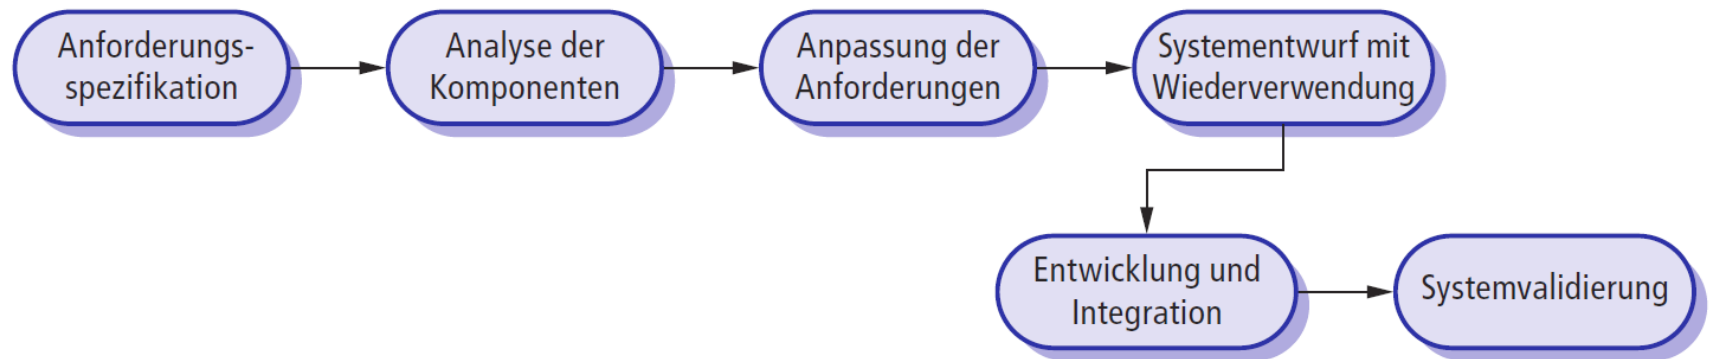 Anforderungs-
spezifikation
Analyse der
Komponenten
Anpassung der
Anforderungen
Systementwurf mit
Wiederverwendung
Entwicklung und
Integration
Systemvalidierung